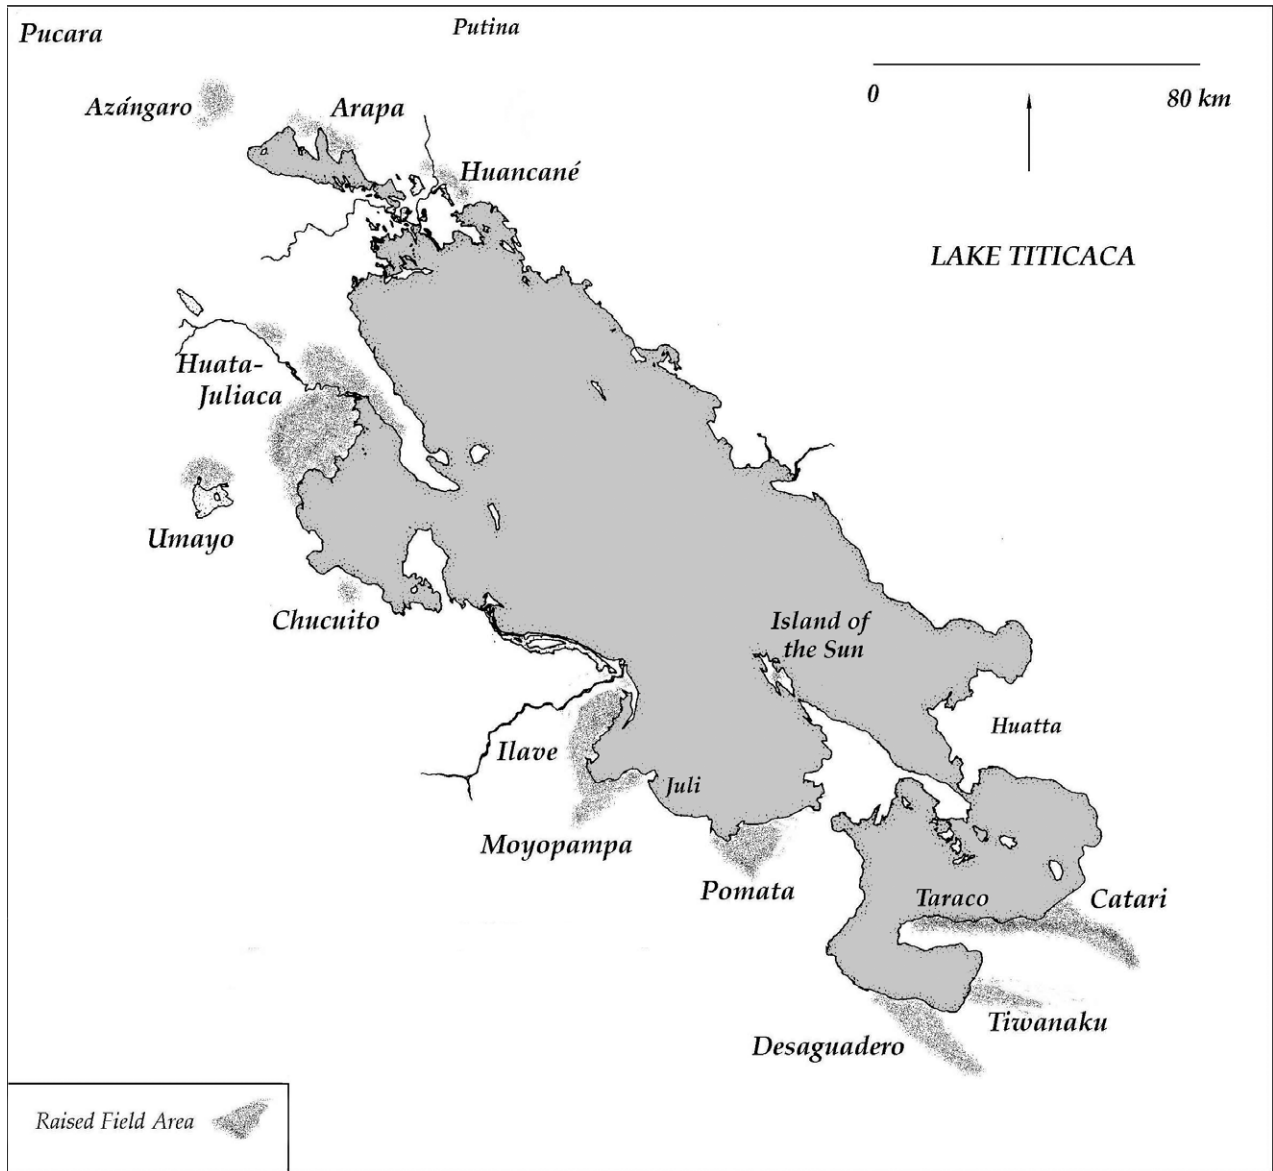 Pucara
Putina
0
80 km
Azángaro
Arapa
Huancané
LAKE TITICACA
Huata-
Juliaca
Umayo
Chucuito
Island of
the Sun
Huatta
Ilave
Juli
Moyopampa
Pomata
Taraco
Catari
Tiwanaku
Desaguadero
Raised Field Area